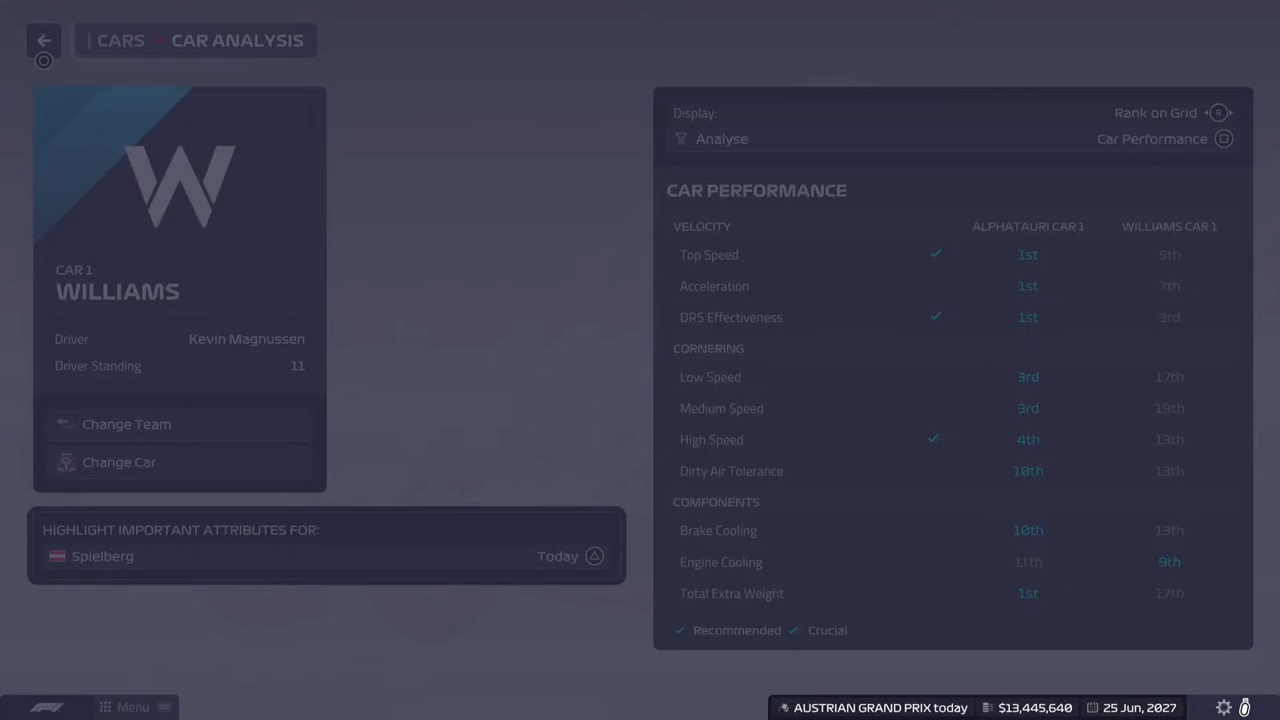 CARS CAR ANALYSIS
CAR 1
WILLIAMS
Driver Kevin Magnussen
Driver Standing 11
Change Team
Change Car
HIGHLIGHT IMPORTANT ATTRIBUTES FOR:
Spielberg Today
Display: Rank on Grid R
Analyse Car Performance
CAR PERFORMANCE
VELOCITY ALPHATAURI CAR 1 WILLIAMS CAR 1
Top Speed 1st 5th
Acceleration 1st 7th
DRS Effectiveness 1st 3rd
CORNERING
Low Speed 3rd 17th
Medium Speed 3rd 19th
High Speed 4th 13th
Dirty Air Tolerance 10th 13th
COMPONENTS
Brake Cooling 10th 13th
Engine Cooling 11th 9th
Total Extra Weight 1st 17th
Recommended Crucial
F1 Menu
AUSTRIAN GRAND PRIX today $13,445,640 25 Jun, 2027